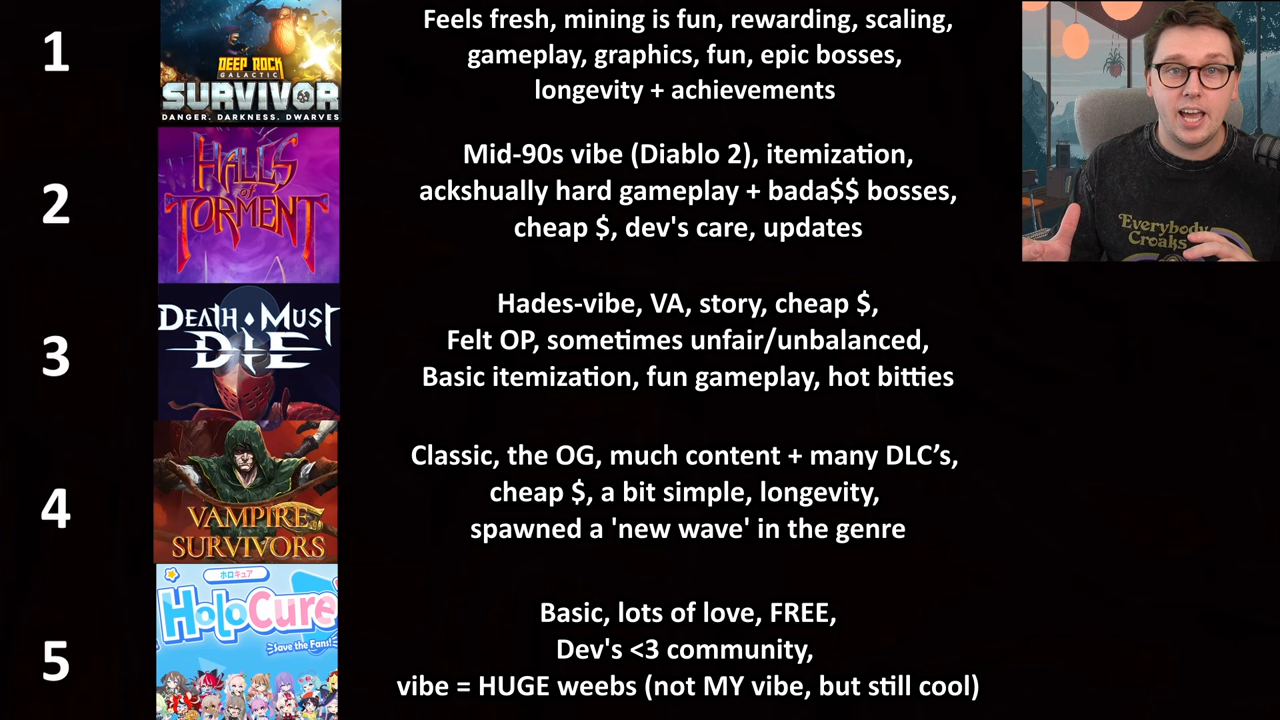 1
DEEP ROCK
GALACTIC
SURVIVOR
DANGER. DARKNESS. DWARVES
Feels fresh, mining is fun, rewarding, scaling,
gameplay, graphics, fun, epic bosses,
longevity + achievements
Everybody
Croaks
2
HALLS
of
TORMENT
Mid-90s vibe (Diablo 2), itemization,
ackshually hard gameplay + bada$$ bosses,
cheap $, dev's care, updates
3
DEATH MUST
DIE
Hades-vibe, VA, story, cheap $,
Felt OP, sometimes unfair/unbalanced,
Basic itemization, fun gameplay, hot bitties
4
VAMPIRE
SURVIVORS
Classic, the OG, much content + many DLC’s,
cheap $, a bit simple, longevity,
spawned a 'new wave' in the genre
5
ホロキュア
HoloCure
Save the Fans!
Basic, lots of love, FREE,
Dev's <3 community,
vibe = HUGE weebs (not MY vibe, but still cool)